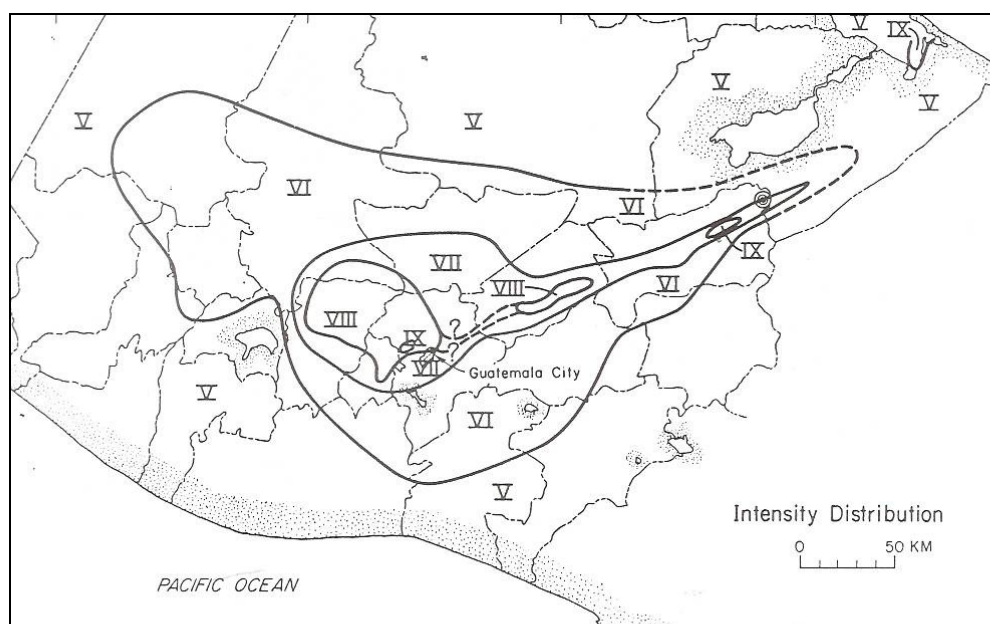 IX
V
V
V
V
V
VI
VI
IX
VII
VIII
VI
VIII
?
IX
?
VII
Guatemala City
V
VI
V
Intensity Distribution
0 50 KM
PACIFIC OCEAN